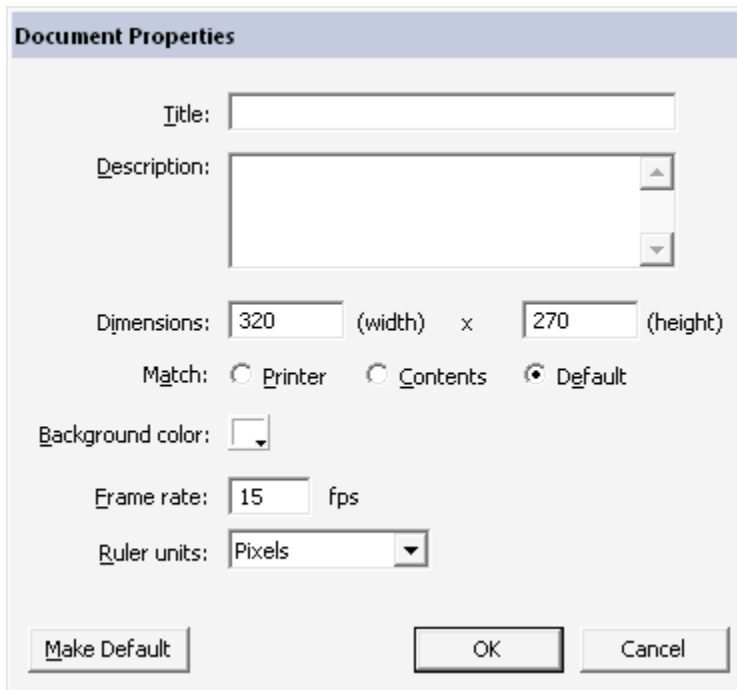 Document Properties
Title:
Description:
Dimensions: 320 (width) x 270 (height)
Match: Printer Contents Default
Background color:
Frame rate: 15 fps
Ruler units: Pixels
Make Default OK Cancel